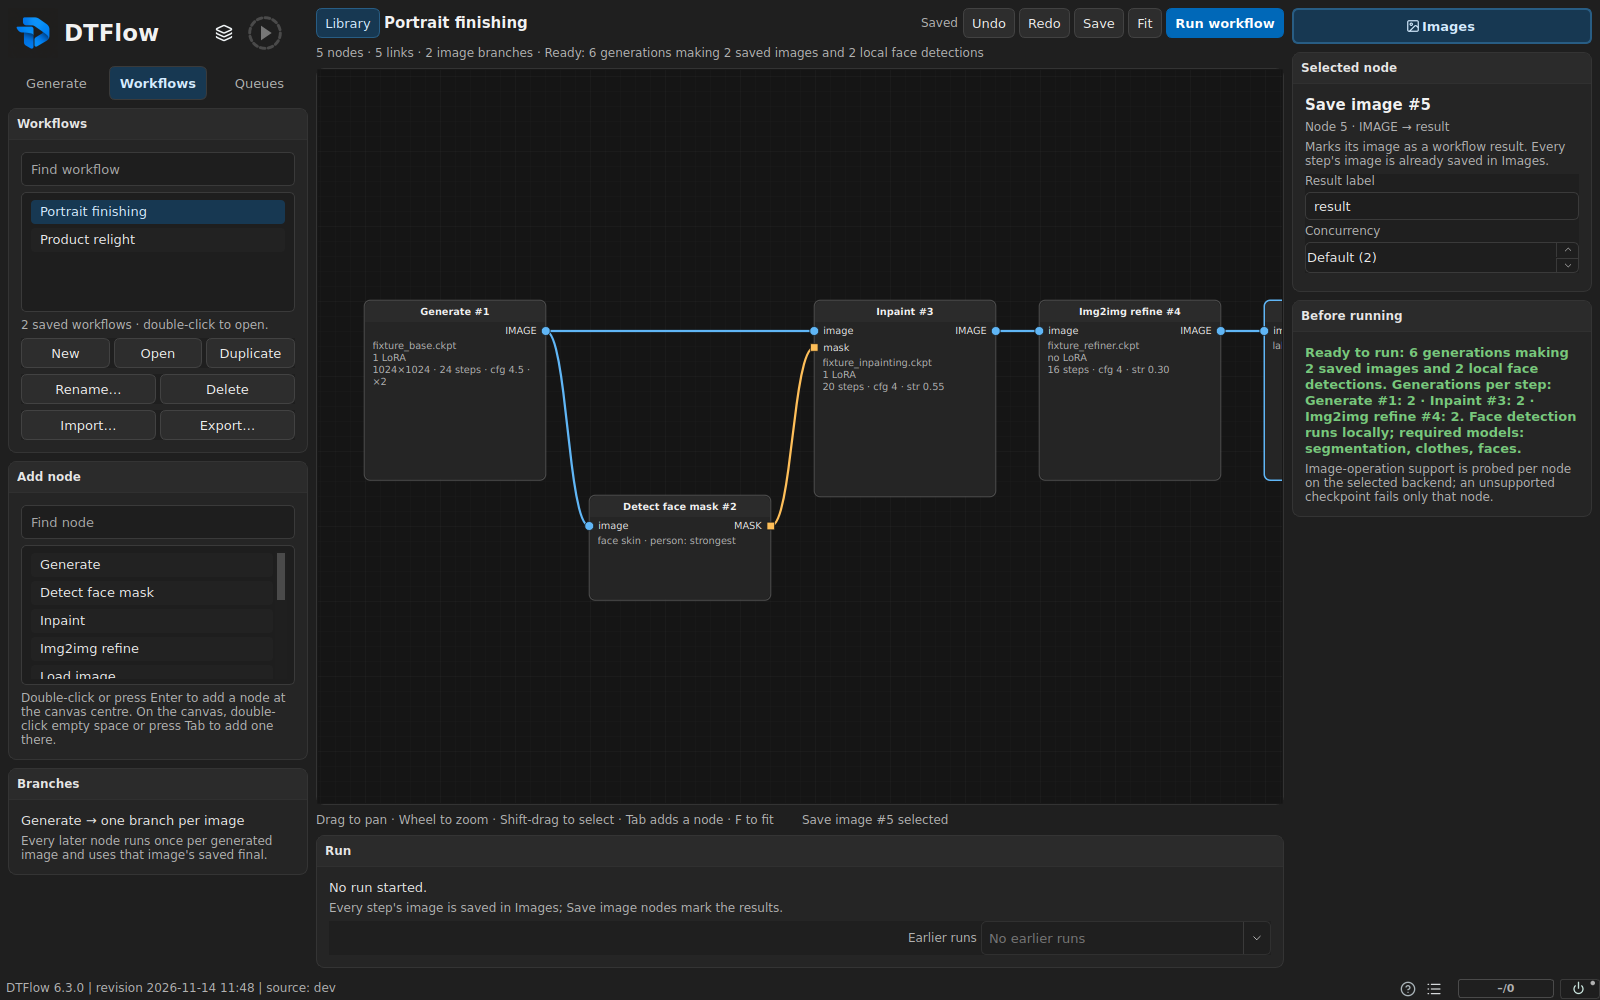 DTFlow
Generate
Workflows
Queues
Workflows
Find workflow
Portrait finishing
Product relight
2 saved workflows · double-click to open.
New
Open
Duplicate
Rename…
Delete
Import…
Export…
Add node
Find node
Generate
Detect face mask
Inpaint
Img2img refine
Load image
Double-click or press Enter to add a node at
the canvas centre. On the canvas, double-
click empty space or press Tab to add one
there.
Branches
Generate → one branch per image
Every later node runs once per generated
image and uses that image's saved final.
Library
Portrait finishing
Saved
Undo
Redo
Save
Fit
Run workflow
5 nodes · 5 links · 2 image branches · Ready: 6 generations making 2 saved images and 2 local face detections
Generate #1
IMAGE
fixture_base.ckpt
1 LoRA
1024×1024 · 24 steps · cfg 4.5 ·
×2
Detect face mask #2
image
MASK
face skin · person: strongest
Inpaint #3
image
IMAGE
mask
fixture_inpainting.ckpt
1 LoRA
20 steps · cfg 4 · str 0.55
Img2img refine #4
image
IMAGE
fixture_refiner.ckpt
no LoRA
16 steps · cfg 4 · str 0.30
im
la
Drag to pan · Wheel to zoom · Shift-drag to select · Tab adds a node · F to fit
Save image #5 selected
Run
No run started.
Every step's image is saved in Images; Save image nodes mark the results.
Earlier runs
No earlier runs
Images
Selected node
Save image #5
Node 5 · IMAGE → result
Marks its image as a workflow result. Every
step's image is already saved in Images.
Result label
result
Concurrency
Default (2)
Before running
Ready to run: 6 generations making
2 saved images and 2 local face
detections. Generations per step:
Generate #1: 2 · Inpaint #3: 2 ·
Img2img refine #4: 2. Face detection
runs locally; required models:
segmentation, clothes, faces.
Image-operation support is probed per node
on the selected backend; an unsupported
checkpoint fails only that node.
DTFlow 6.3.0 | revision 2026-11-14 11:48 | source: dev
–/0